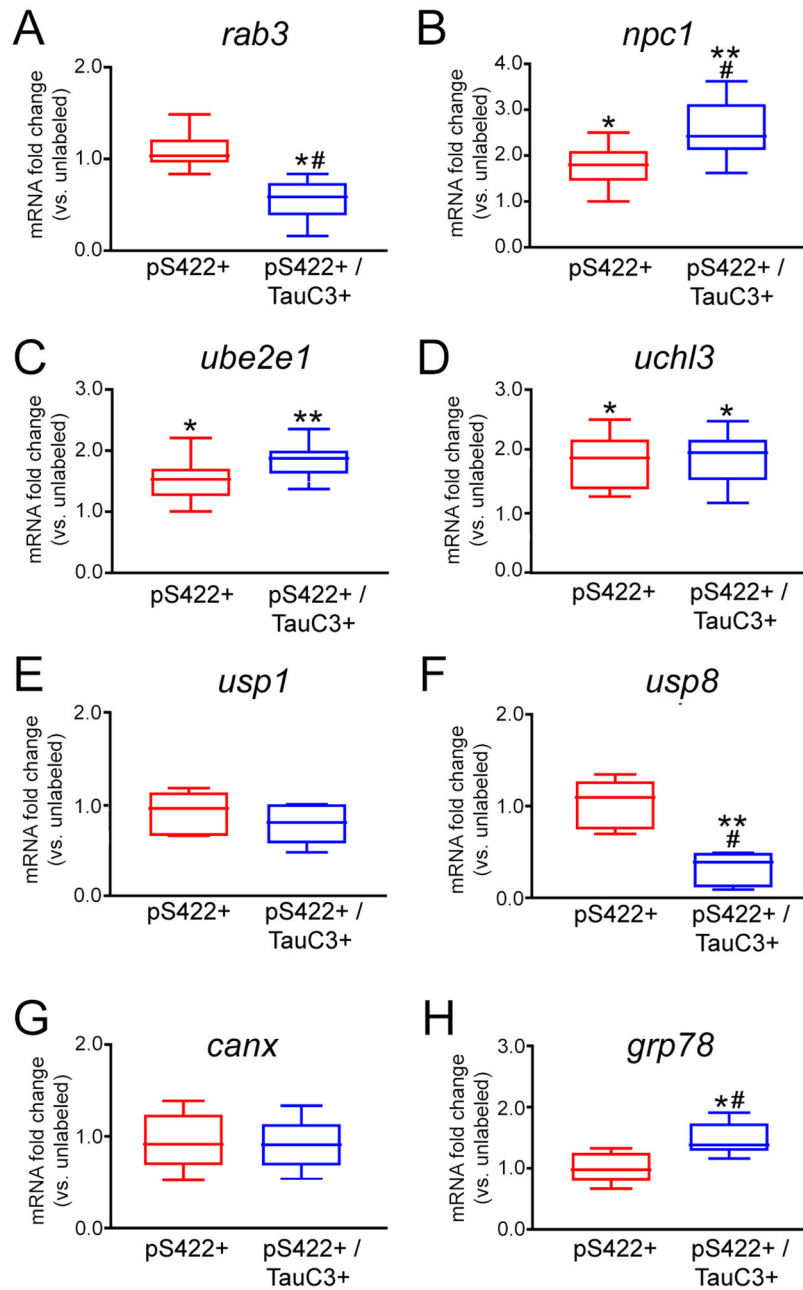 A
rab3
mRNA fold change
(vs. unlabeled)
2.0
1.0
0.0
*#
pS422+
pS422+ /
TauC3+
B
npc1
mRNA fold change
(vs. unlabeled)
4.0
3.0
2.0
1.0
0.0
*
**
#
pS422+
pS422+ /
TauC3+
C
ube2e1
mRNA fold change
(vs. unlabeled)
3.0
2.0
1.0
0.0
*
**
pS422+
pS422+ /
TauC3+
D
uchl3
mRNA fold change
(vs. unlabeled)
3.0
2.0
1.0
0.0
*
*
pS422+
pS422+ /
TauC3+
E
usp1
mRNA fold change
(vs. unlabeled)
2.0
1.0
0.0
pS422+
pS422+ /
TauC3+
F
usp8
mRNA fold change
(vs. unlabeled)
2.0
1.0
0.0
**
#
pS422+
pS422+ /
TauC3+
G
canx
mRNA fold change
(vs. unlabeled)
2.0
1.0
0.0
pS422+
pS422+ /
TauC3+
H
grp78
mRNA fold change
(vs. unlabeled)
3.0
2.0
1.0
0.0
*#
pS422+
pS422+ /
TauC3+